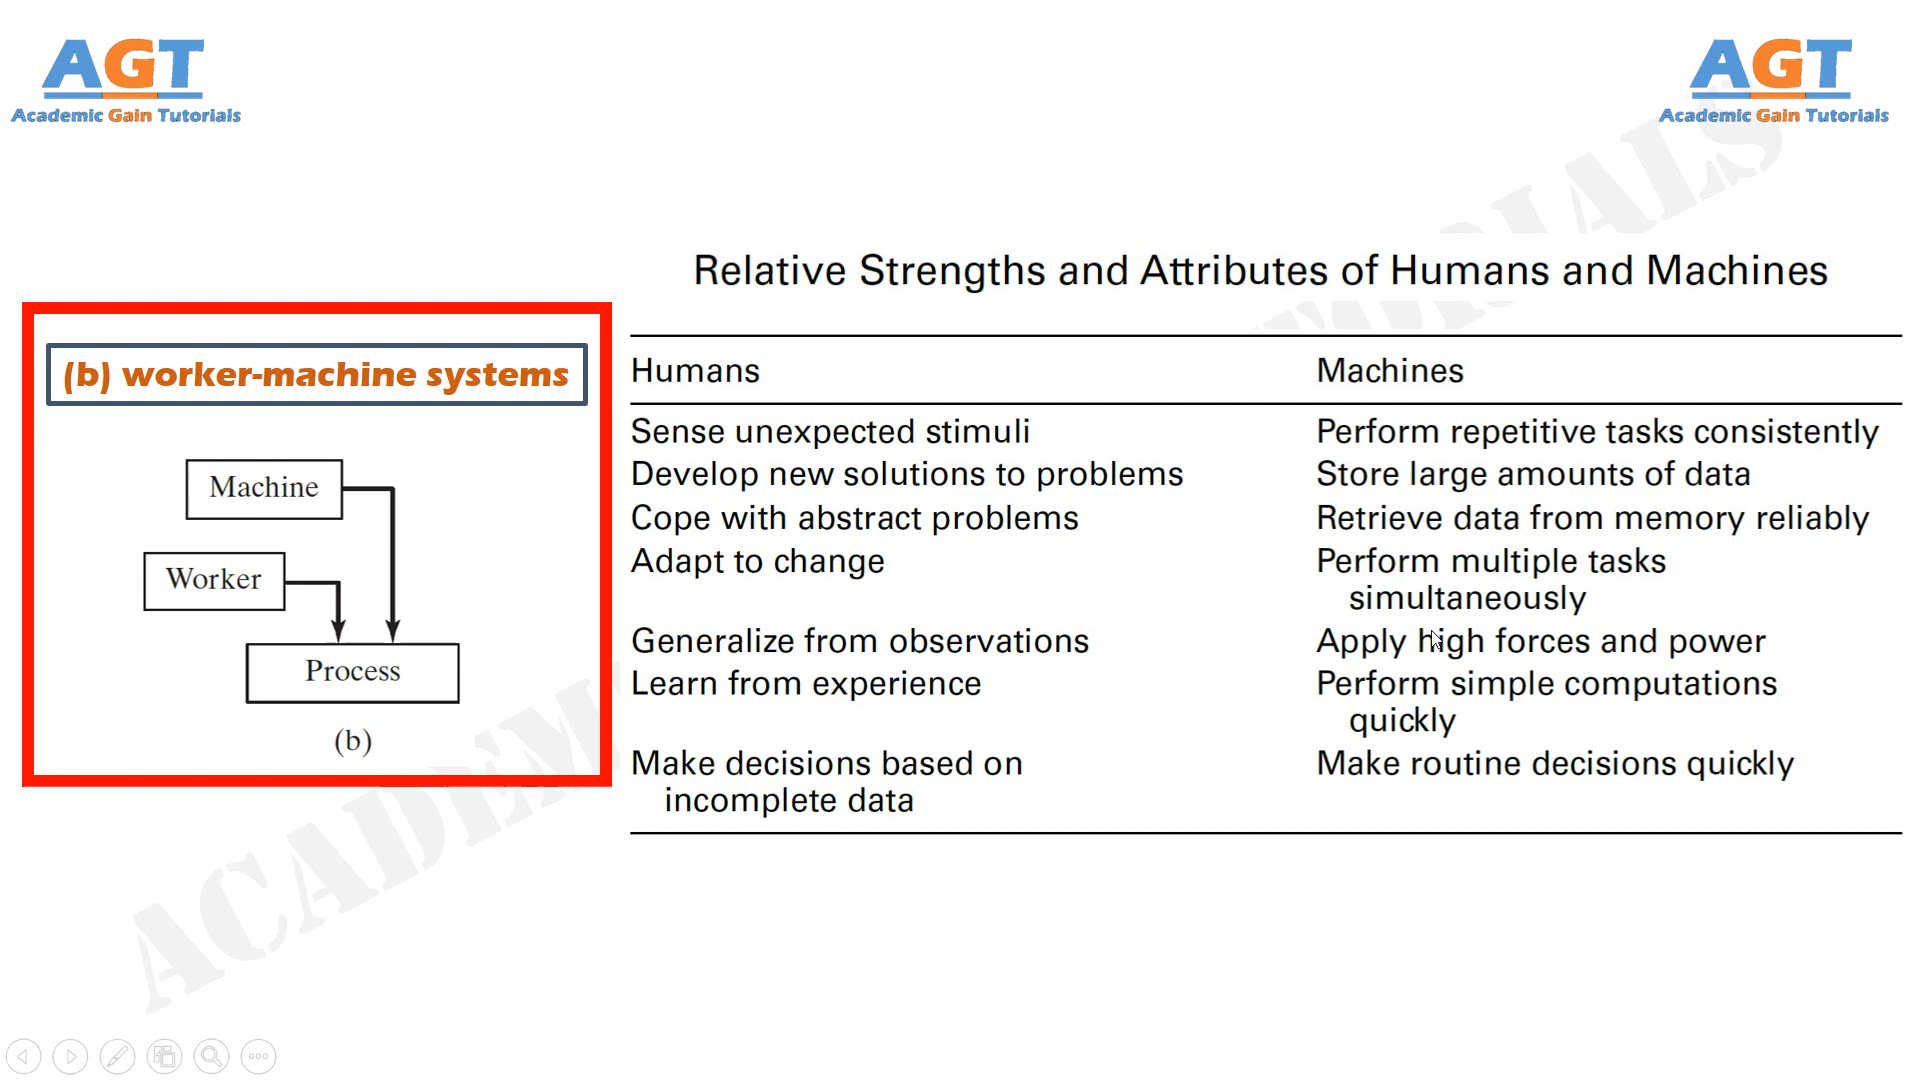 AGT
Academic Gain Tutorials
AGT
Academic Gain Tutorials
Relative Strengths and Attributes of Humans and Machines
(b) worker-machine systems
Machine
Worker
Process
(b)
Humans
Machines
Sense unexpected stimuli
Perform repetitive tasks consistently
Develop new solutions to problems
Store large amounts of data
Cope with abstract problems
Retrieve data from memory reliably
Adapt to change
Perform multiple tasks
simultaneously
Generalize from observations
Apply high forces and power
Learn from experience
Perform simple computations
quickly
Make decisions based on
incomplete data
Make routine decisions quickly